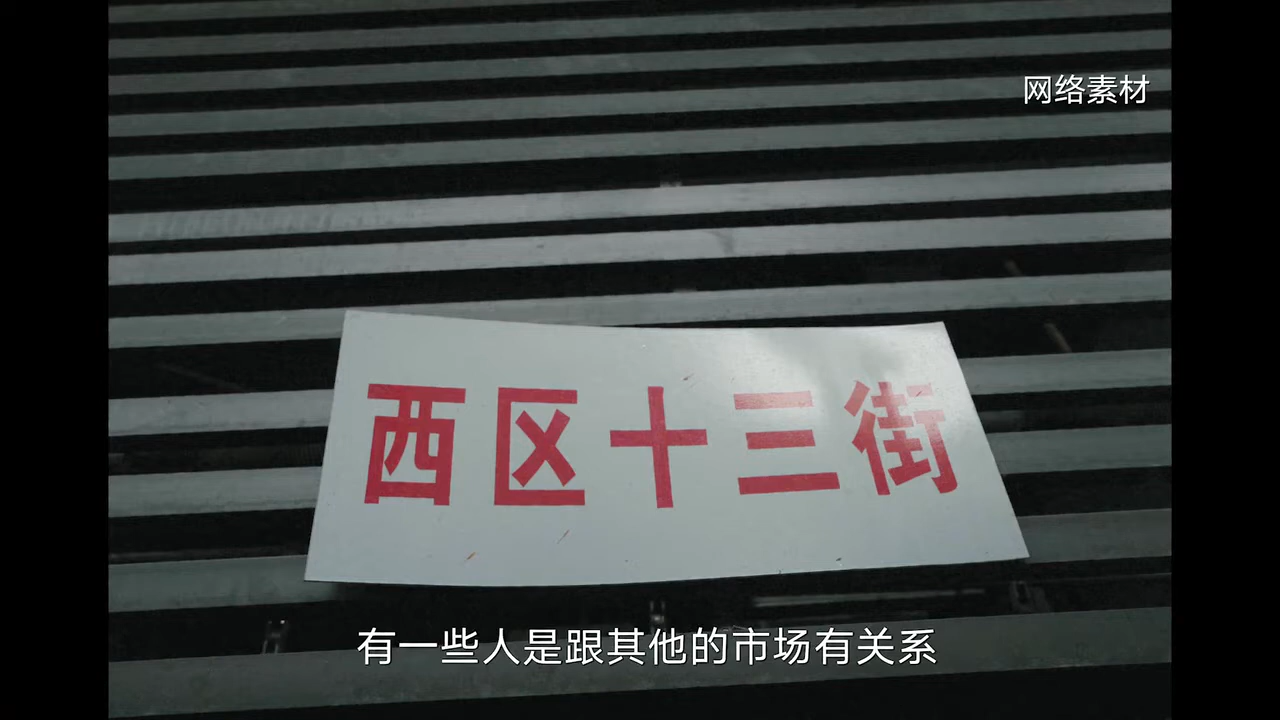 网络素材
西区十三街
有一些人是跟其他的市场有关系